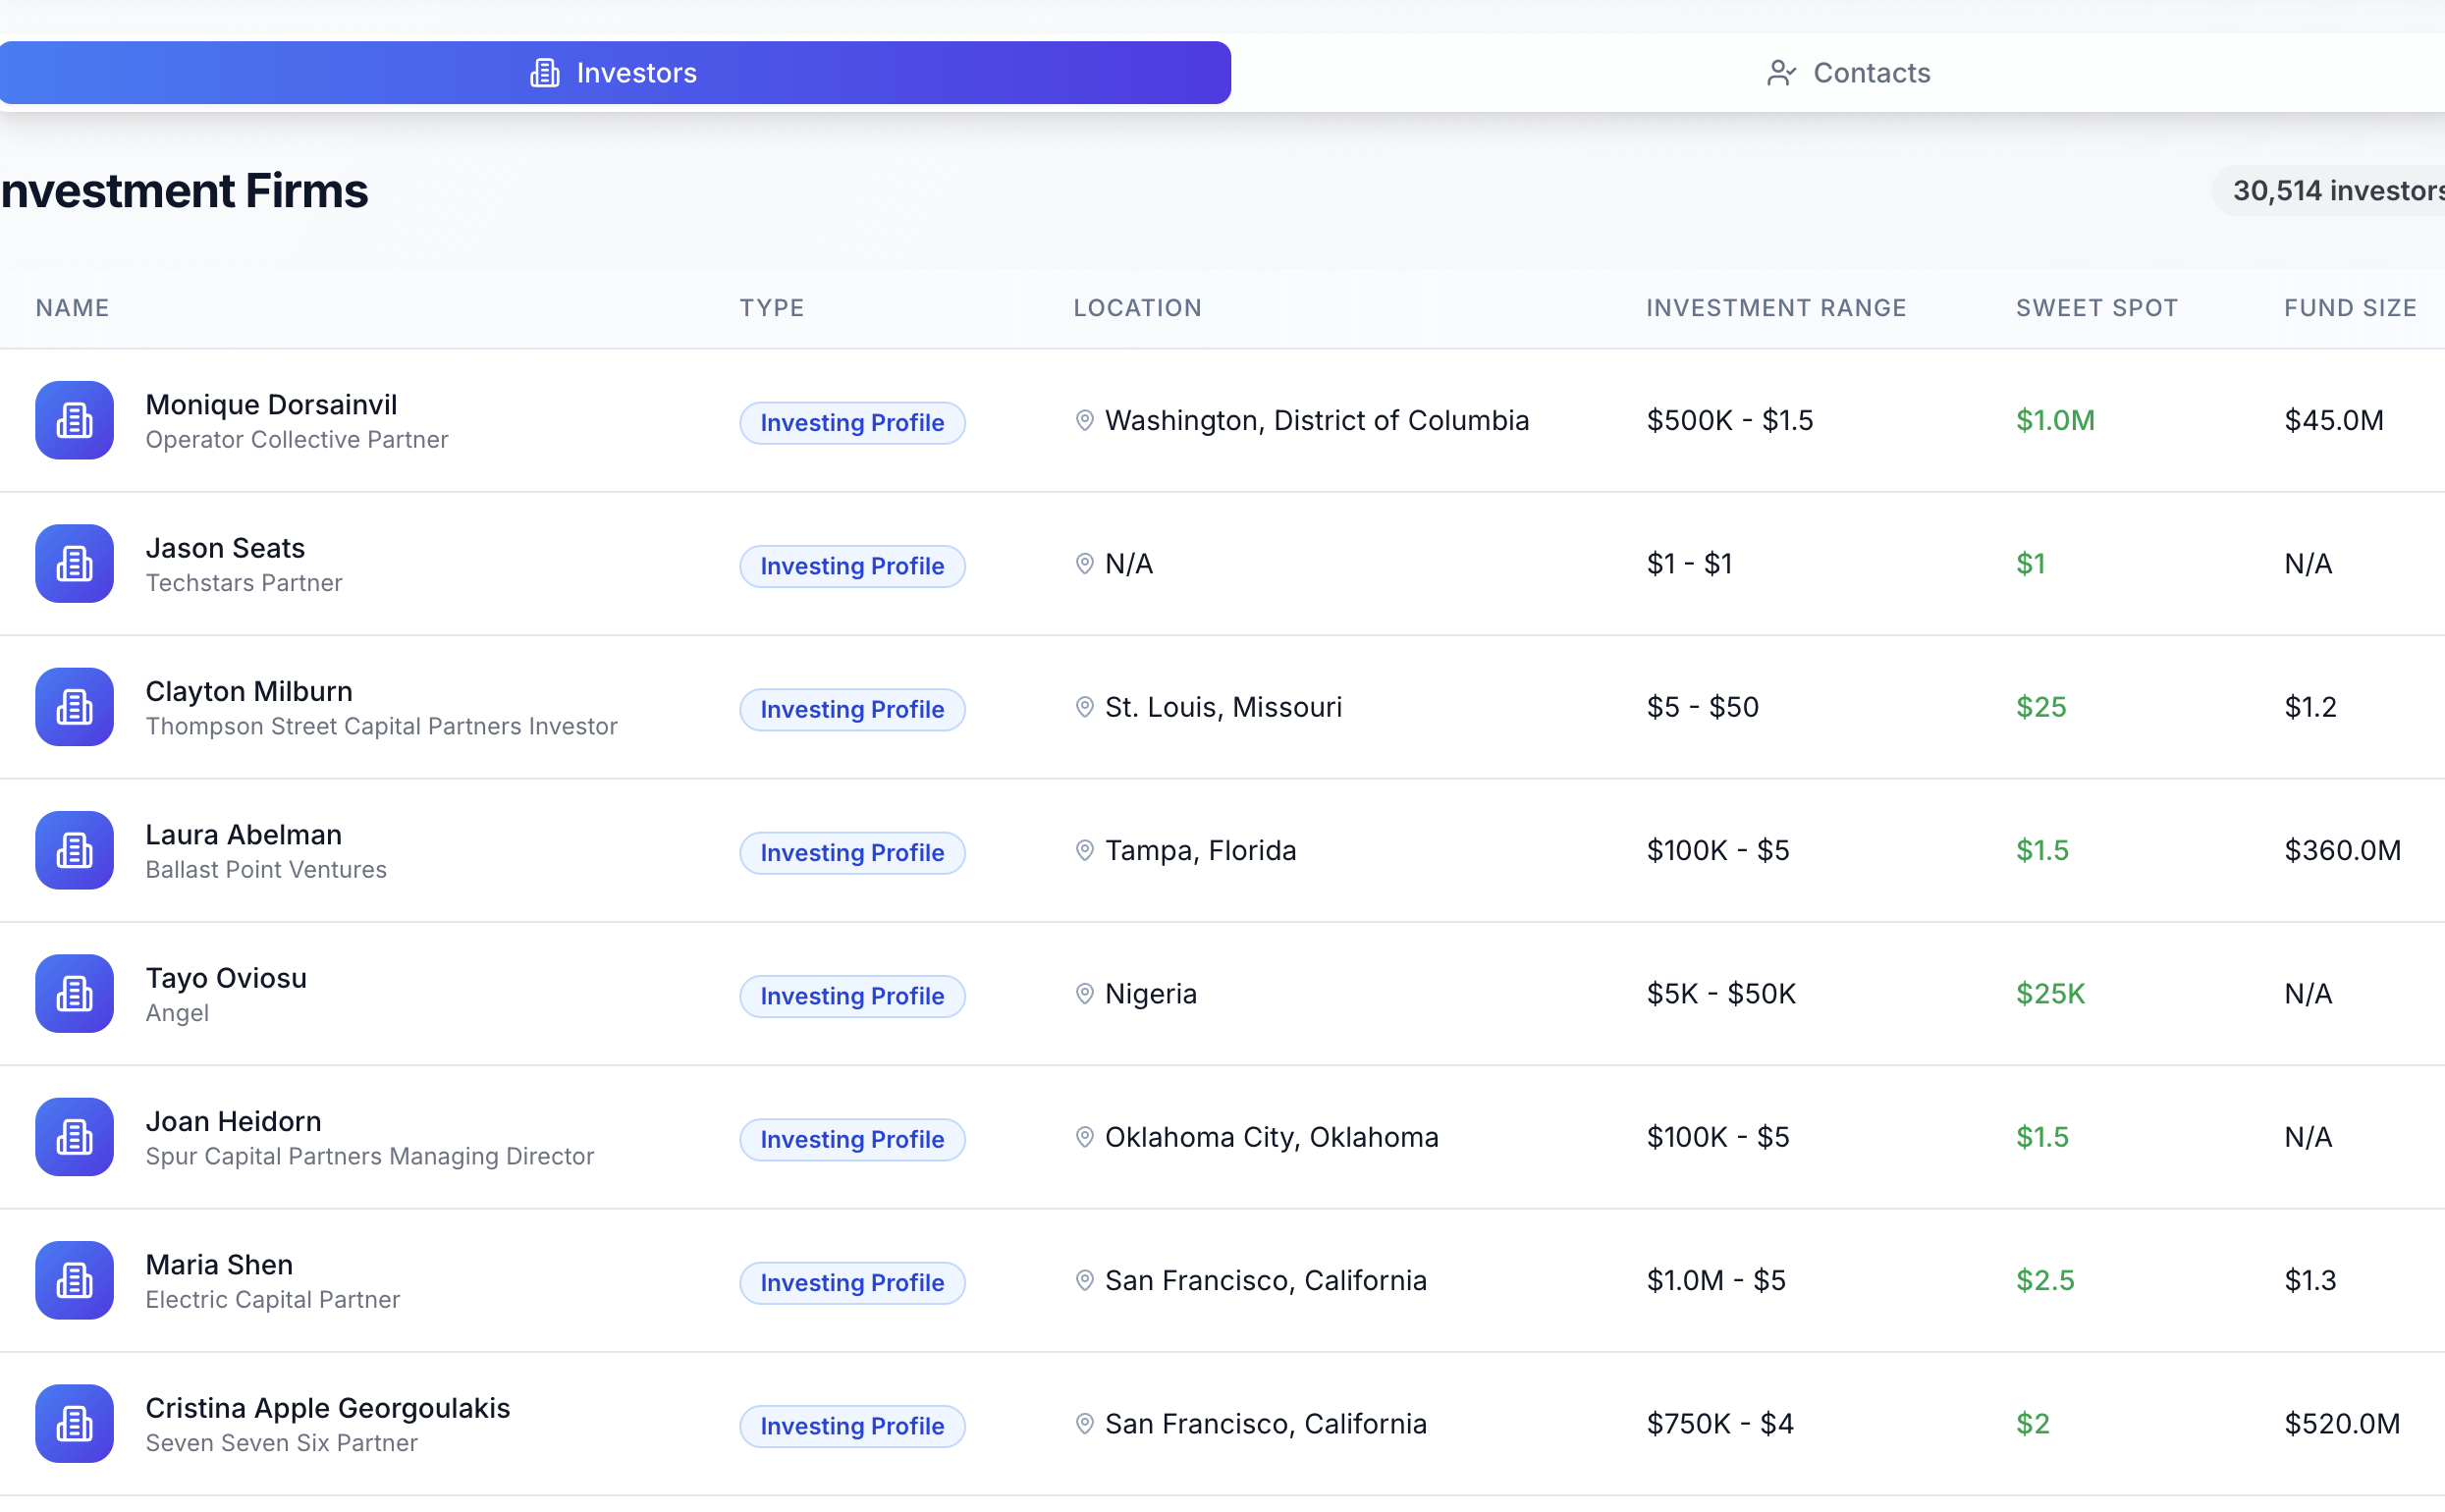 Investors
Contacts
nvestment Firms
30,514 investors
NAME TYPE LOCATION INVESTMENT RANGE SWEET SPOT FUND SIZE
Monique Dorsainvil
Operator Collective Partner
Investing Profile
Washington, District of Columbia
$500K - $1.5
$1.0M
$45.0M
Jason Seats
Techstars Partner
Investing Profile
N/A
$1 - $1
$1
N/A
Clayton Milburn
Thompson Street Capital Partners Investor
Investing Profile
St. Louis, Missouri
$5 - $50
$25
$1.2
Laura Abelman
Ballast Point Ventures
Investing Profile
Tampa, Florida
$100K - $5
$1.5
$360.0M
Tayo Oviosu
Angel
Investing Profile
Nigeria
$5K - $50K
$25K
N/A
Joan Heidorn
Spur Capital Partners Managing Director
Investing Profile
Oklahoma City, Oklahoma
$100K - $5
$1.5
N/A
Maria Shen
Electric Capital Partner
Investing Profile
San Francisco, California
$1.0M - $5
$2.5
$1.3
Cristina Apple Georgoulakis
Seven Seven Six Partner
Investing Profile
San Francisco, California
$750K - $4
$2
$520.0M